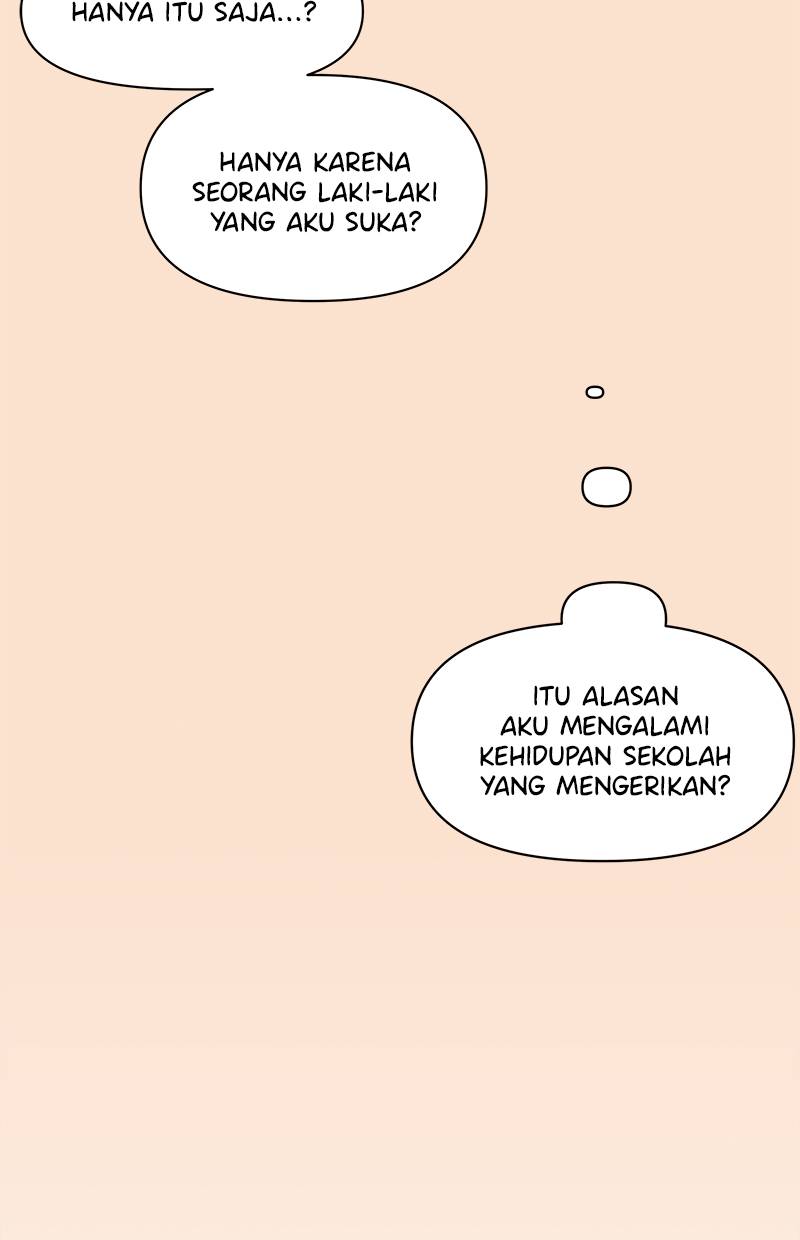 HANYA ITU SAJA...?
HANYA KARENA
SEORANG LAKI-LAKI
YANG AKU SUKA?
ITU ALASAN
AKU MENGALAMI
KEHIDUPAN SEKOLAH
YANG MENGERIKAN?